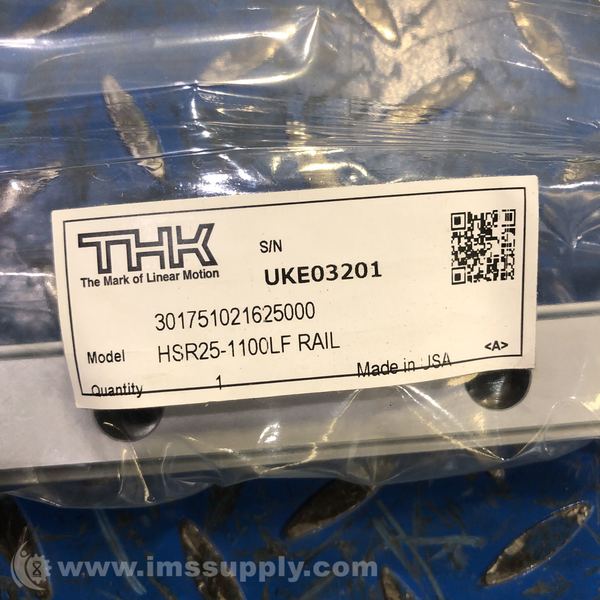 THK
The Mark of Linear Motion
S/N
UKE03201
301751021625000
Model HSR25-1100LF RAIL
<A>
Quantity 1
Made in USA
www.imssupply.com